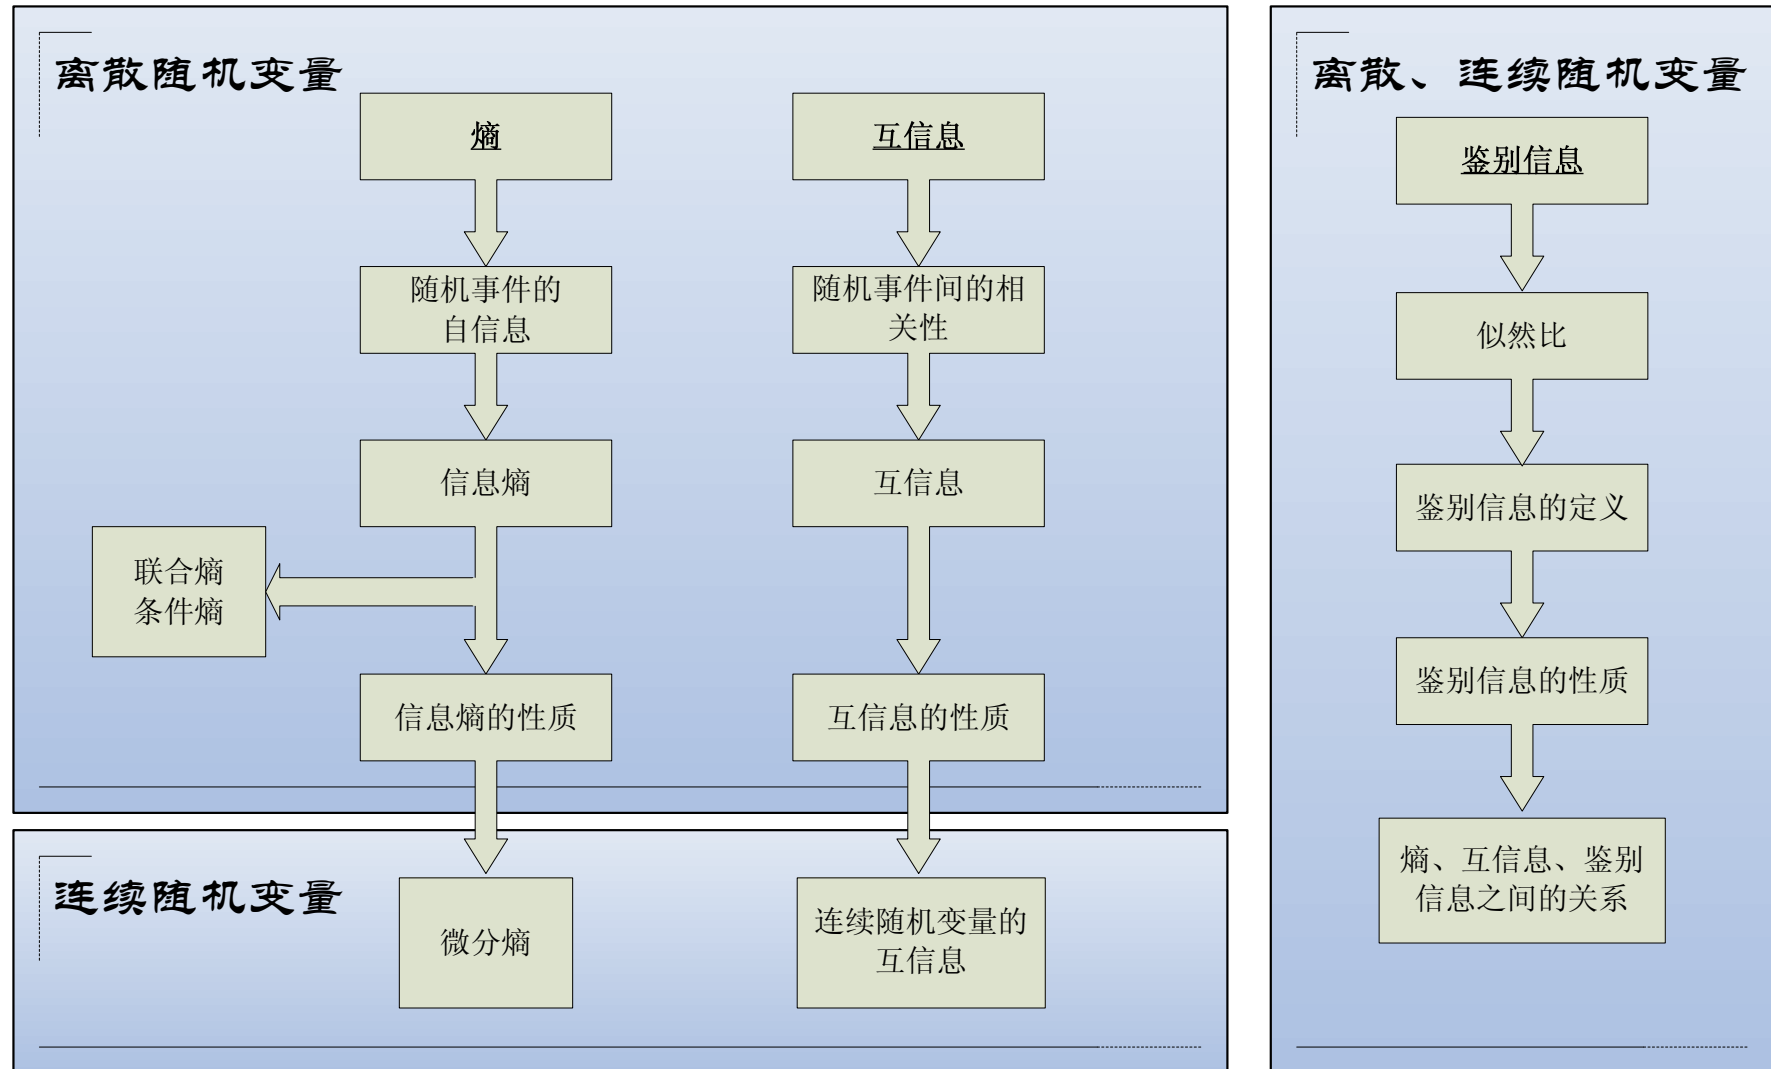 离散随机变量
熵
随机事件的
自信息
信息熵
联合熵
条件熵
信息熵的性质
互信息
随机事件间的相
关性
互信息
互信息的性质
连续随机变量
微分熵
连续随机变量的
互信息
离散、连续随机变量
鉴别信息
似然比
鉴别信息的定义
鉴别信息的性质
熵、互信息、鉴别
信息之间的关系